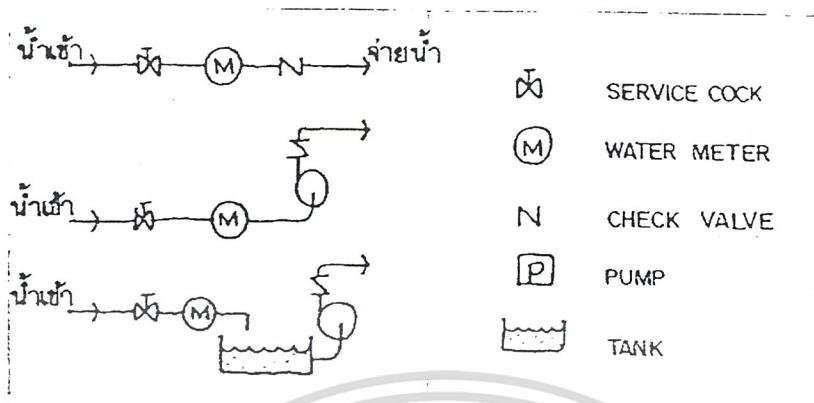 น้ำเข้า M จ่ายน้ำ
น้ำเข้า M
น้ำเข้า M
SERVICE COCK
M WATER METER
CHECK VALVE
P PUMP
TANK